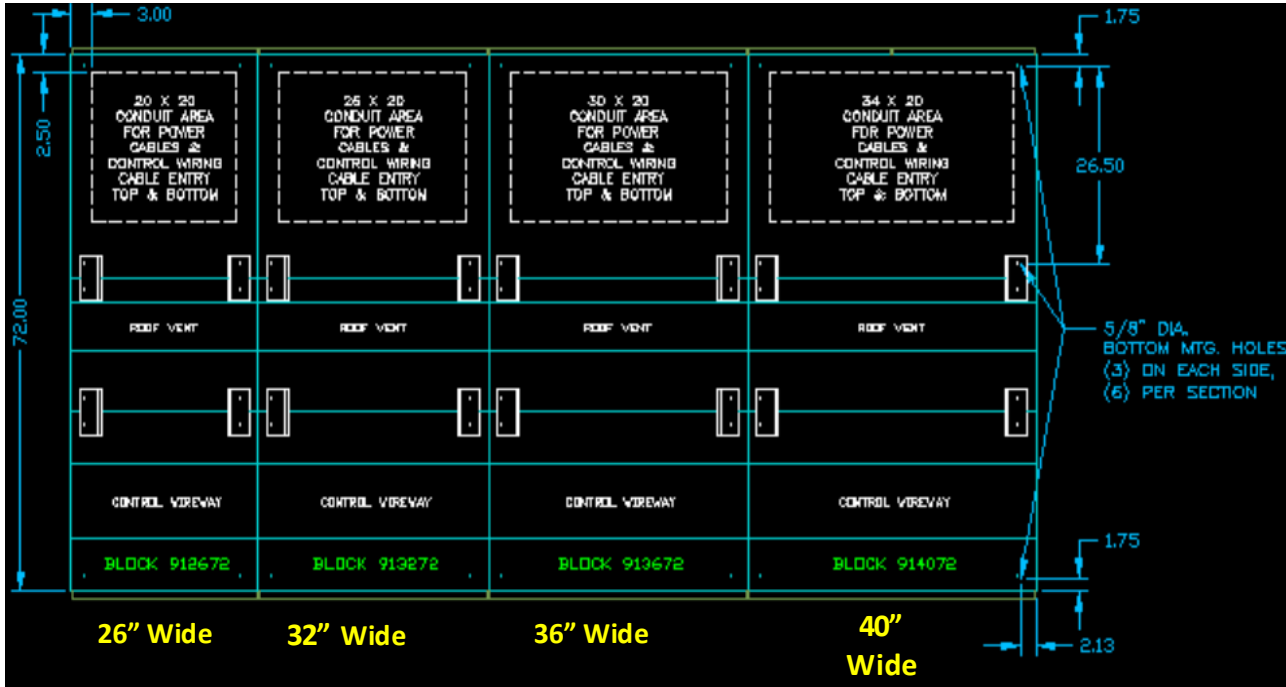 3.00
1.75
2.50
20 X 20
CONDUIT AREA
FOR POWER
CABLES &
CONTROL WIRING
CABLE ENTRY
TOP & BOTTOM
26 X 20
CONDUIT AREA
FOR POWER
CABLES &
CONTROL WIRING
CABLE ENTRY
TOP & BOTTOM
30 X 20
CONDUIT AREA
FOR POWER
CABLES &
CONTROL WIRING
CABLE ENTRY
TOP & BOTTOM
34 X 20
CONDUIT AREA
FOR POWER
CABLES &
CONTROL WIRING
CABLE ENTRY
TOP & BOTTOM
26.50
72.00
ROOF VENT
ROOF VENT
ROOF VENT
ROOF VENT
5/8" DIA.
BOTTOM MTG. HOLES
(3) ON EACH SIDE,
(6) PER SECTION
CONTROL WIREWAY
CONTROL WIREWAY
CONTROL WIREWAY
CONTROL WIREWAY
BLOCK 912672
BLOCK 913272
BLOCK 913672
BLOCK 914072
1.75
26” Wide
32” Wide
36” Wide
40”
Wide
2.13